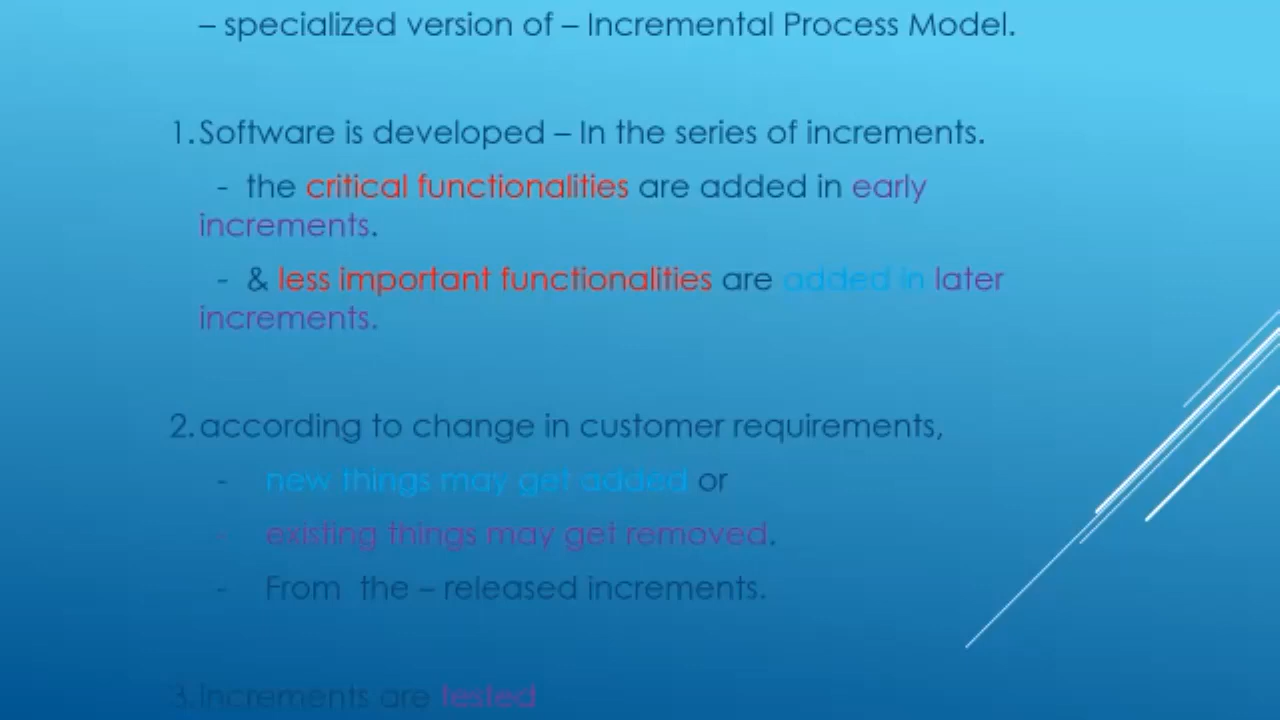 – specialized version of – Incremental Process Model.
1. Software is developed – In the series of increments.
- the critical functionalities are added in early
increments.
- & less important functionalities are added in later
increments.
2. according to change in customer requirements,
- new things may get added or
- existing things may get removed.
- From the – released increments.
3. Increments are tested